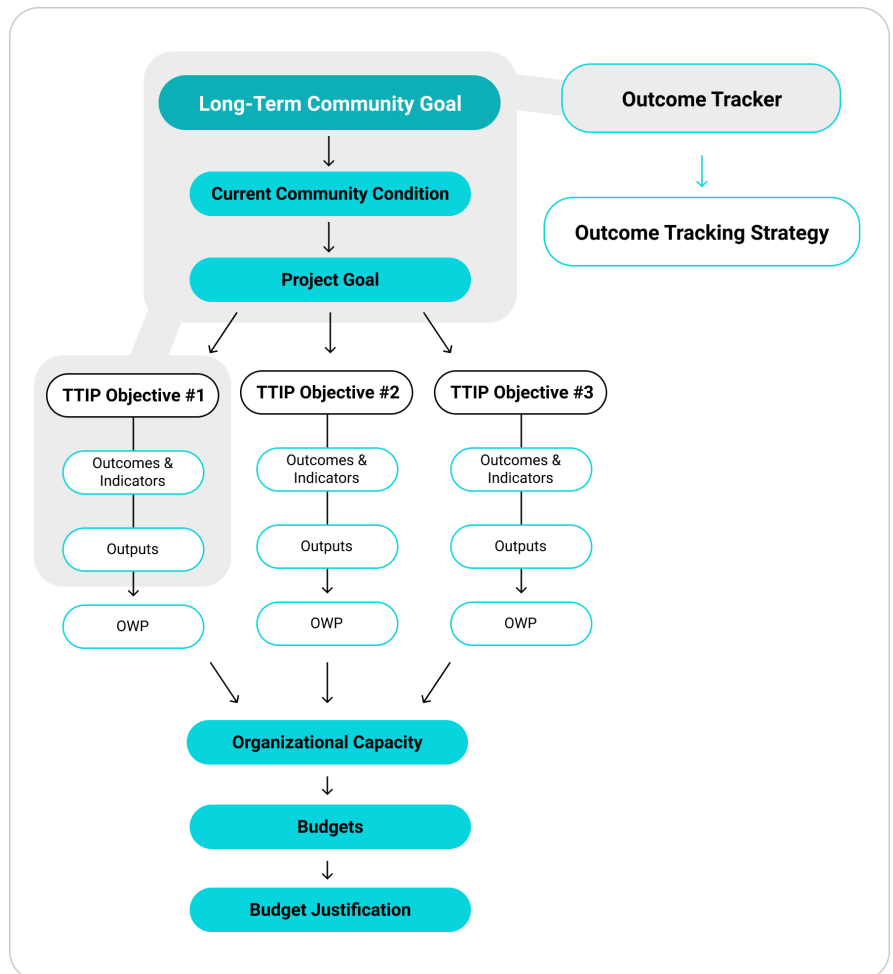 Long-Term Community Goal
Outcome Tracker
Current Community Condition
Outcome Tracking Strategy
Project Goal
TTIP Objective #1
TTIP Objective #2
TTIP Objective #3
Outcomes &
Indicators
Outcomes &
Indicators
Outcomes &
Indicators
Outputs
Outputs
Outputs
OWP
OWP
OWP
Organizational Capacity
Budgets
Budget Justification